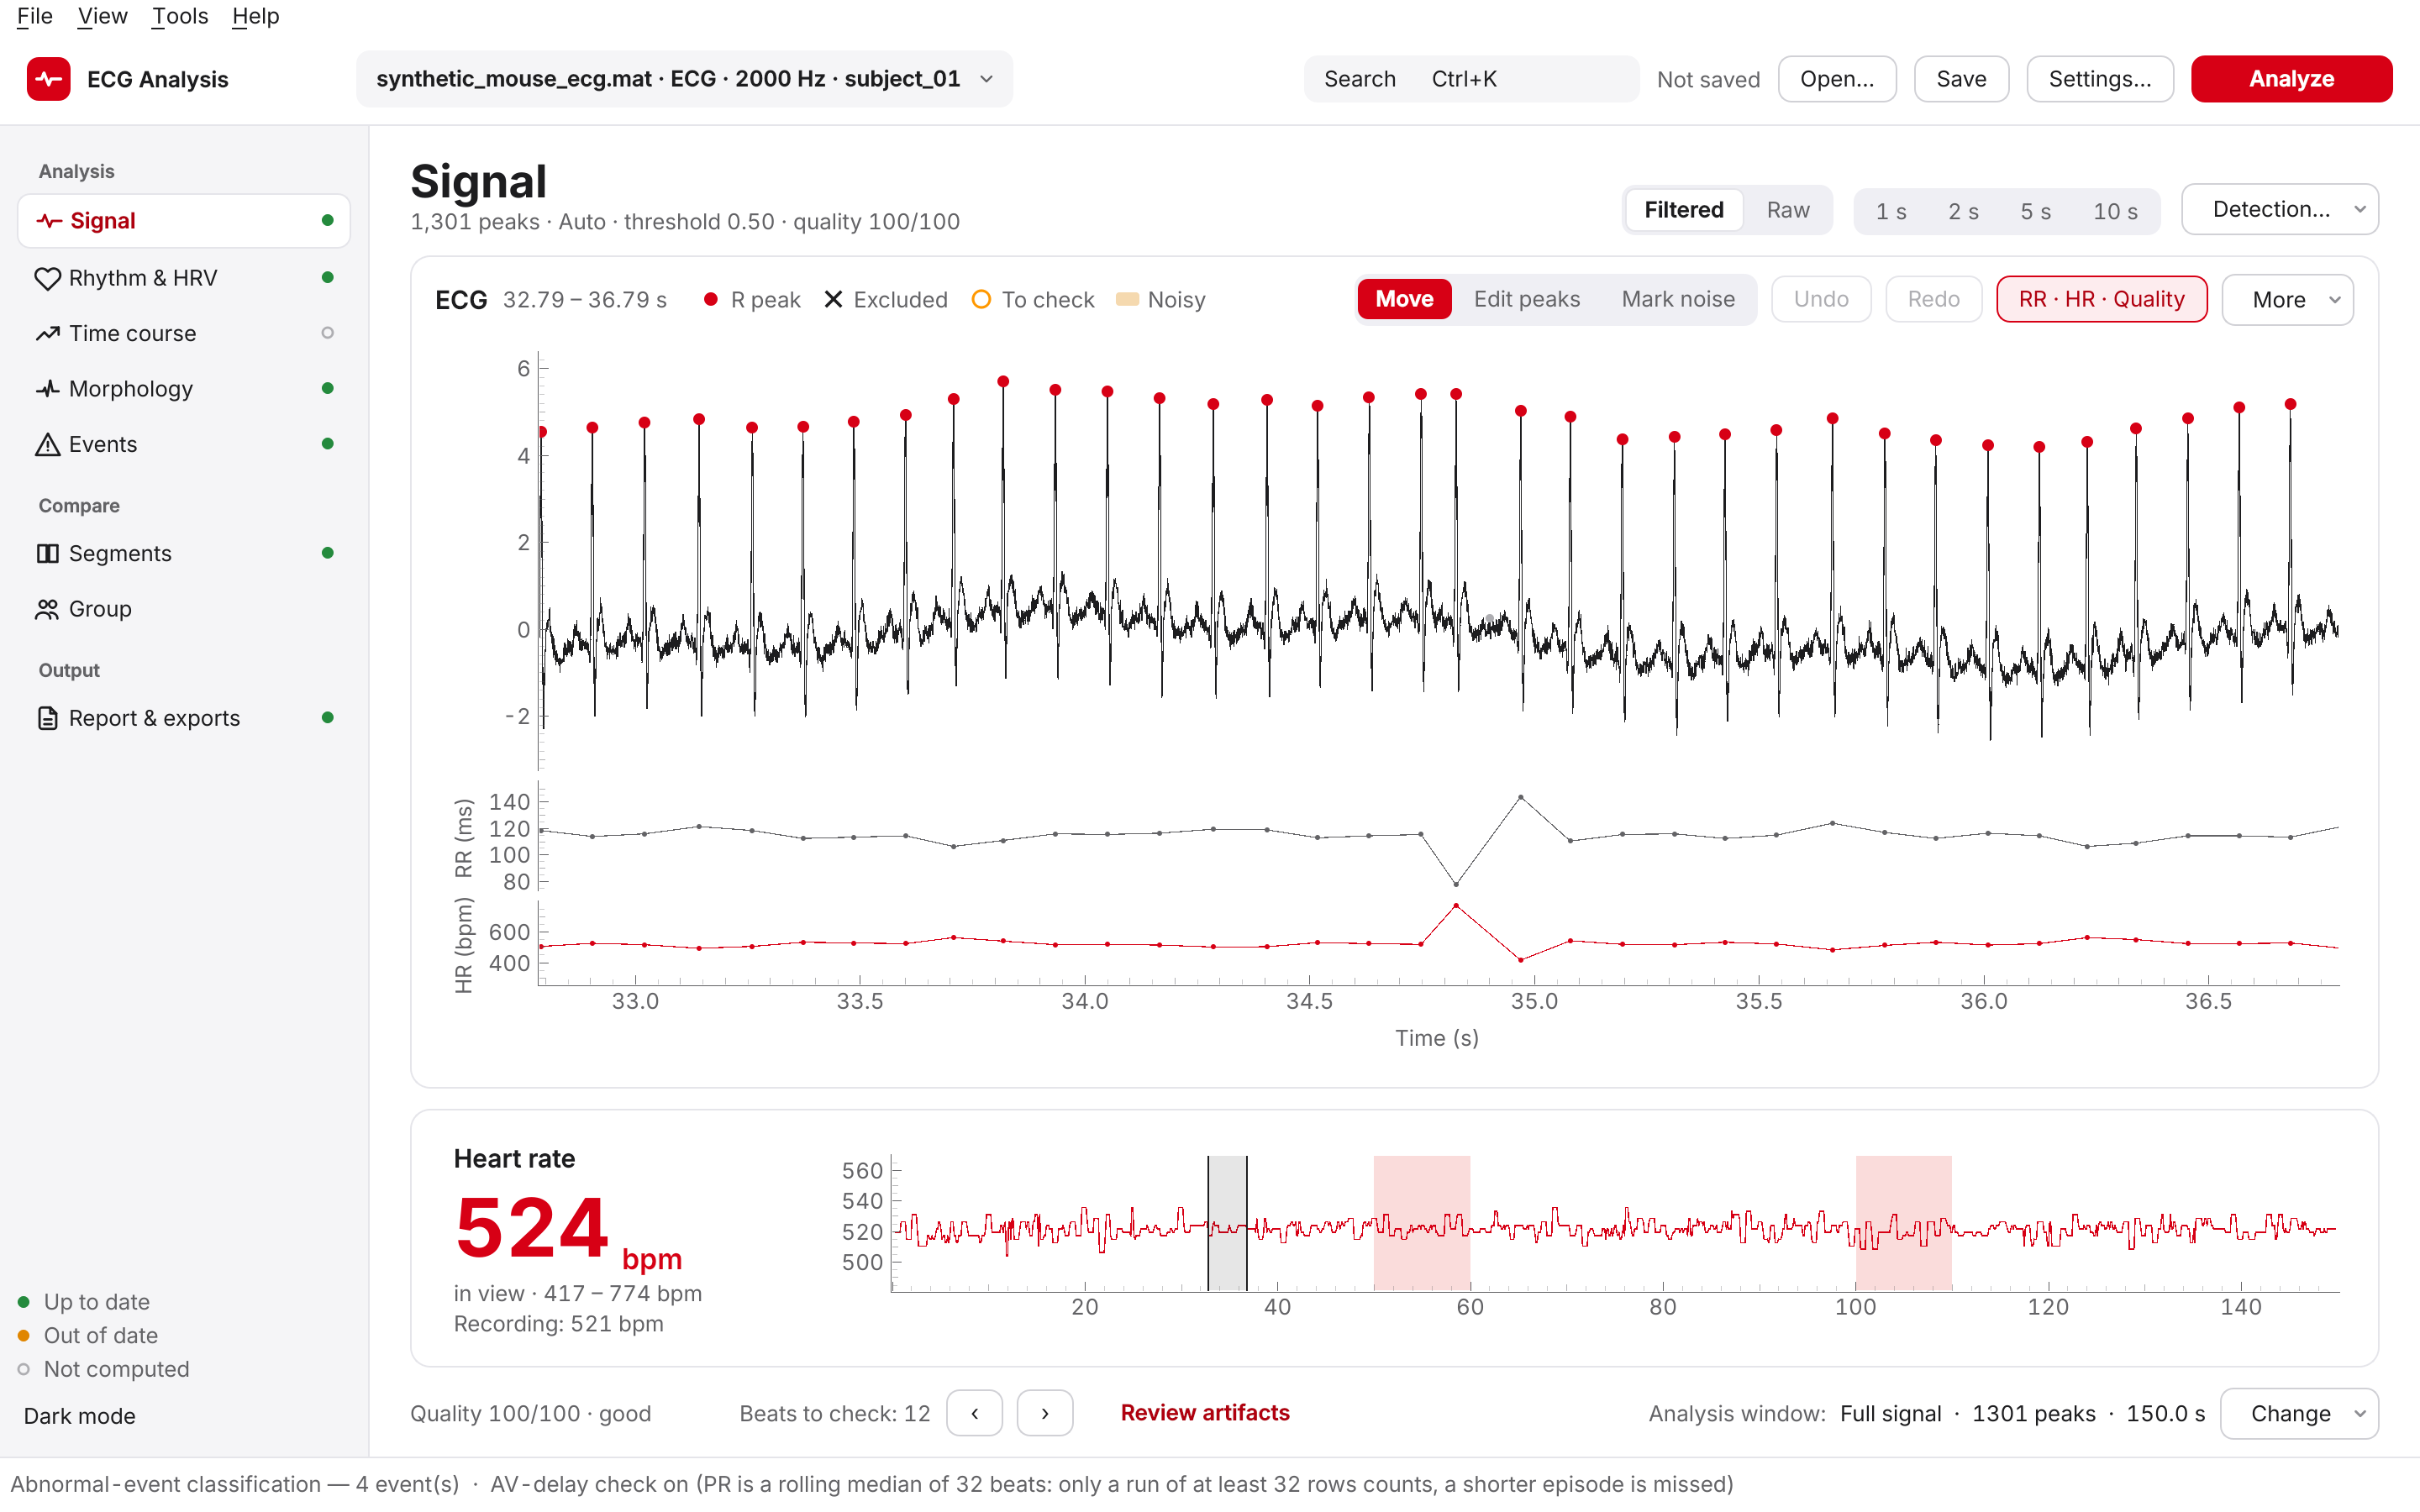 File View Tools Help
ECG Analysis
synthetic_mouse_ecg.mat · ECG · 2000 Hz · subject_01
Search Ctrl+K
Not saved
Open...
Save
Settings...
Analyze
Analysis
Signal
Rhythm & HRV
Time course
Morphology
Events
Compare
Segments
Group
Output
Report & exports
Up to date
Out of date
Not computed
Dark mode
Signal
1,301 peaks · Auto · threshold 0.50 · quality 100/100
Filtered Raw
1 s 2 s 5 s 10 s
Detection...
ECG 32.79 – 36.79 s
R peak Excluded To check Noisy
Move Edit peaks Mark noise
Undo
Redo
RR · HR · Quality
More
6
4
2
0
-2
RR (ms)
140
120
100
80
HR (bpm)
600
400
33.0 33.5 34.0 34.5 35.0 35.5 36.0 36.5
Time (s)
Heart rate
524 bpm
in view · 417 – 774 bpm
Recording: 521 bpm
560
540
520
500
20 40 60 80 100 120 140
Quality 100/100 · good
Beats to check: 12 ‹ ›
Review artifacts
Analysis window: Full signal · 1301 peaks · 150.0 s
Change
Abnormal-event classification — 4 event(s) · AV-delay check on (PR is a rolling median of 32 beats: only a run of at least 32 rows counts, a shorter episode is missed)